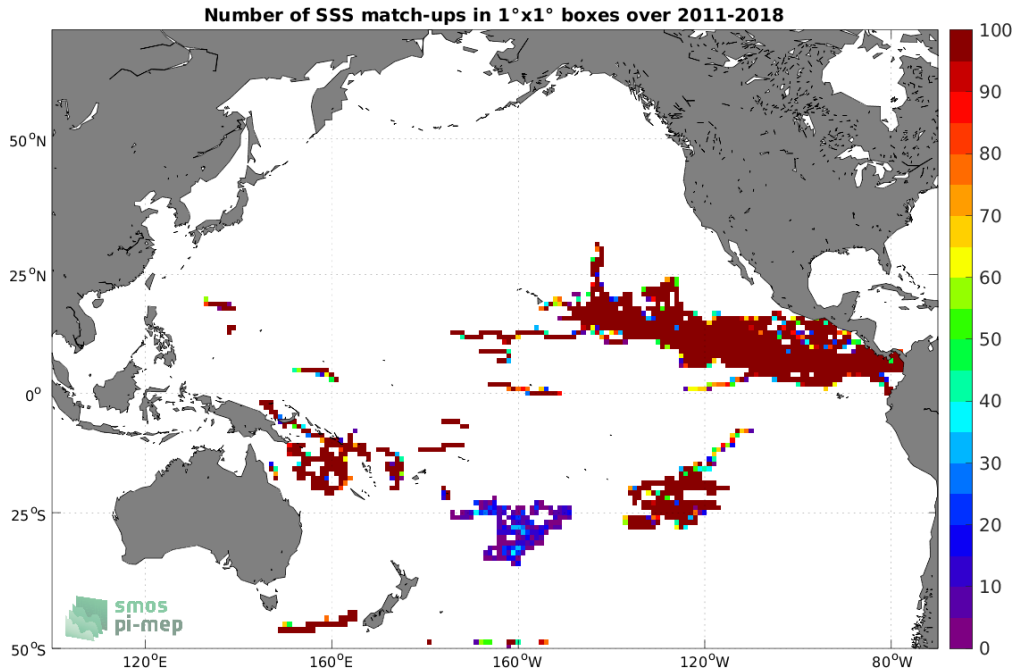 Number of SSS match-ups in 1°x1° boxes over 2011-2018
50°N
25°N
0°
25°S
50°S
120°E
160°E
160°W
120°W
80°W
100
90
80
70
60
50
40
30
20
10
0
smos
pi-mep